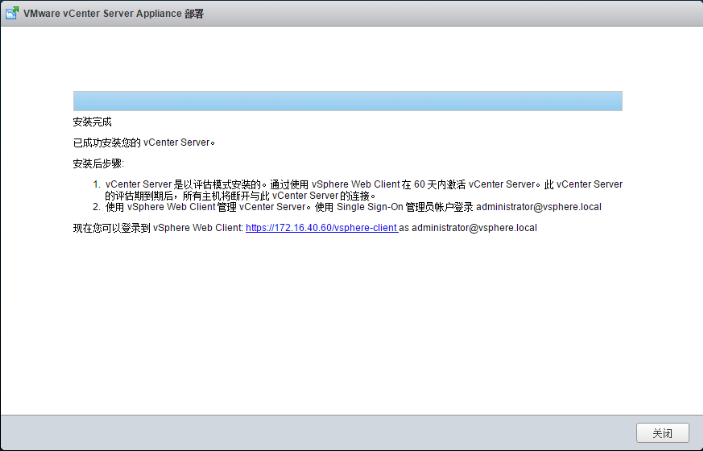 VMware vCenter Server Appliance 部署
安装完成
已成功安装您的 vCenter Server。
安装后步骤:
1. vCenter Server 是以评估模式安装的。通过使用 vSphere Web Client 在 60 天内激活 vCenter Server。此 vCenter Server
的评估期到期后，所有主机将断开与此 vCenter Server 的连接。
2. 使用 vSphere Web Client 管理 vCenter Server。使用 Single Sign-On 管理员帐户登录 administrator@vsphere.local
现在您可以登录到 vSphere Web Client: https://172.16.40.60/vsphere-client as administrator@vsphere.local
关闭